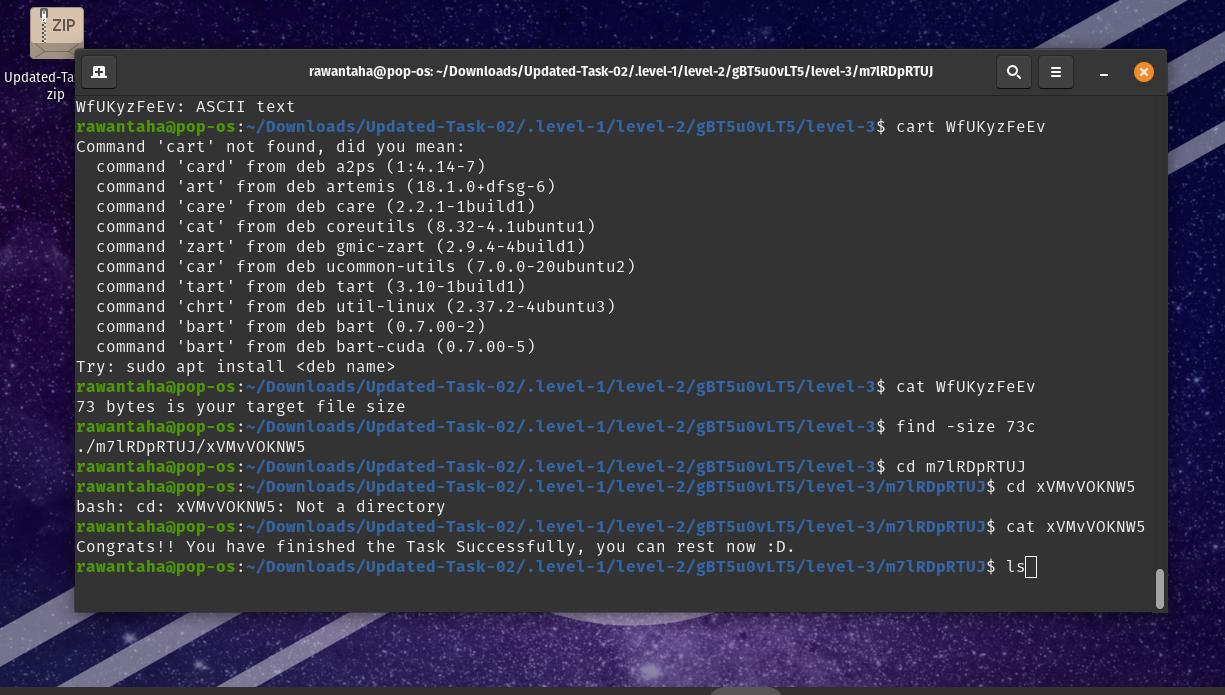 ZIP
Updated-Ta
zip
rawantaha@pop-os: ~/Downloads/Updated-Task-02/.level-1/level-2/gBT5u0vLT5/level-3/m7lRDpRTUJ
WfUKyzFeEv: ASCII text
rawantaha@pop-os:~/Downloads/Updated-Task-02/.level-1/level-2/gBT5u0vLT5/level-3$ cart WfUKyzFeEv
Command 'cart' not found, did you mean:
  command 'card' from deb a2ps (1:4.14-7)
  command 'art' from deb artemis (18.1.0+dfsg-6)
  command 'care' from deb care (2.2.1-1build1)
  command 'cat' from deb coreutils (8.32-4.1ubuntu1)
  command 'zart' from deb gmic-zart (2.9.4-4build1)
  command 'car' from deb ucommon-utils (7.0.0-20ubuntu2)
  command 'tart' from deb tart (3.10-1build1)
  command 'chrt' from deb util-linux (2.37.2-4ubuntu3)
  command 'bart' from deb bart (0.7.00-2)
  command 'bart' from deb bart-cuda (0.7.00-5)
Try: sudo apt install <deb name>
rawantaha@pop-os:~/Downloads/Updated-Task-02/.level-1/level-2/gBT5u0vLT5/level-3$ cat WfUKyzFeEv
73 bytes is your target file size
rawantaha@pop-os:~/Downloads/Updated-Task-02/.level-1/level-2/gBT5u0vLT5/level-3$ find -size 73c
./m7lRDpRTUJ/xVMvVOKNW5
rawantaha@pop-os:~/Downloads/Updated-Task-02/.level-1/level-2/gBT5u0vLT5/level-3$ cd m7lRDpRTUJ
rawantaha@pop-os:~/Downloads/Updated-Task-02/.level-1/level-2/gBT5u0vLT5/level-3/m7lRDpRTUJ$ cd xVMvVOKNW5
bash: cd: xVMvVOKNW5: Not a directory
rawantaha@pop-os:~/Downloads/Updated-Task-02/.level-1/level-2/gBT5u0vLT5/level-3/m7lRDpRTUJ$ cat xVMvVOKNW5
Congrats!! You have finished the Task Successfully, you can rest now :D.
rawantaha@pop-os:~/Downloads/Updated-Task-02/.level-1/level-2/gBT5u0vLT5/level-3/m7lRDpRTUJ$ ls